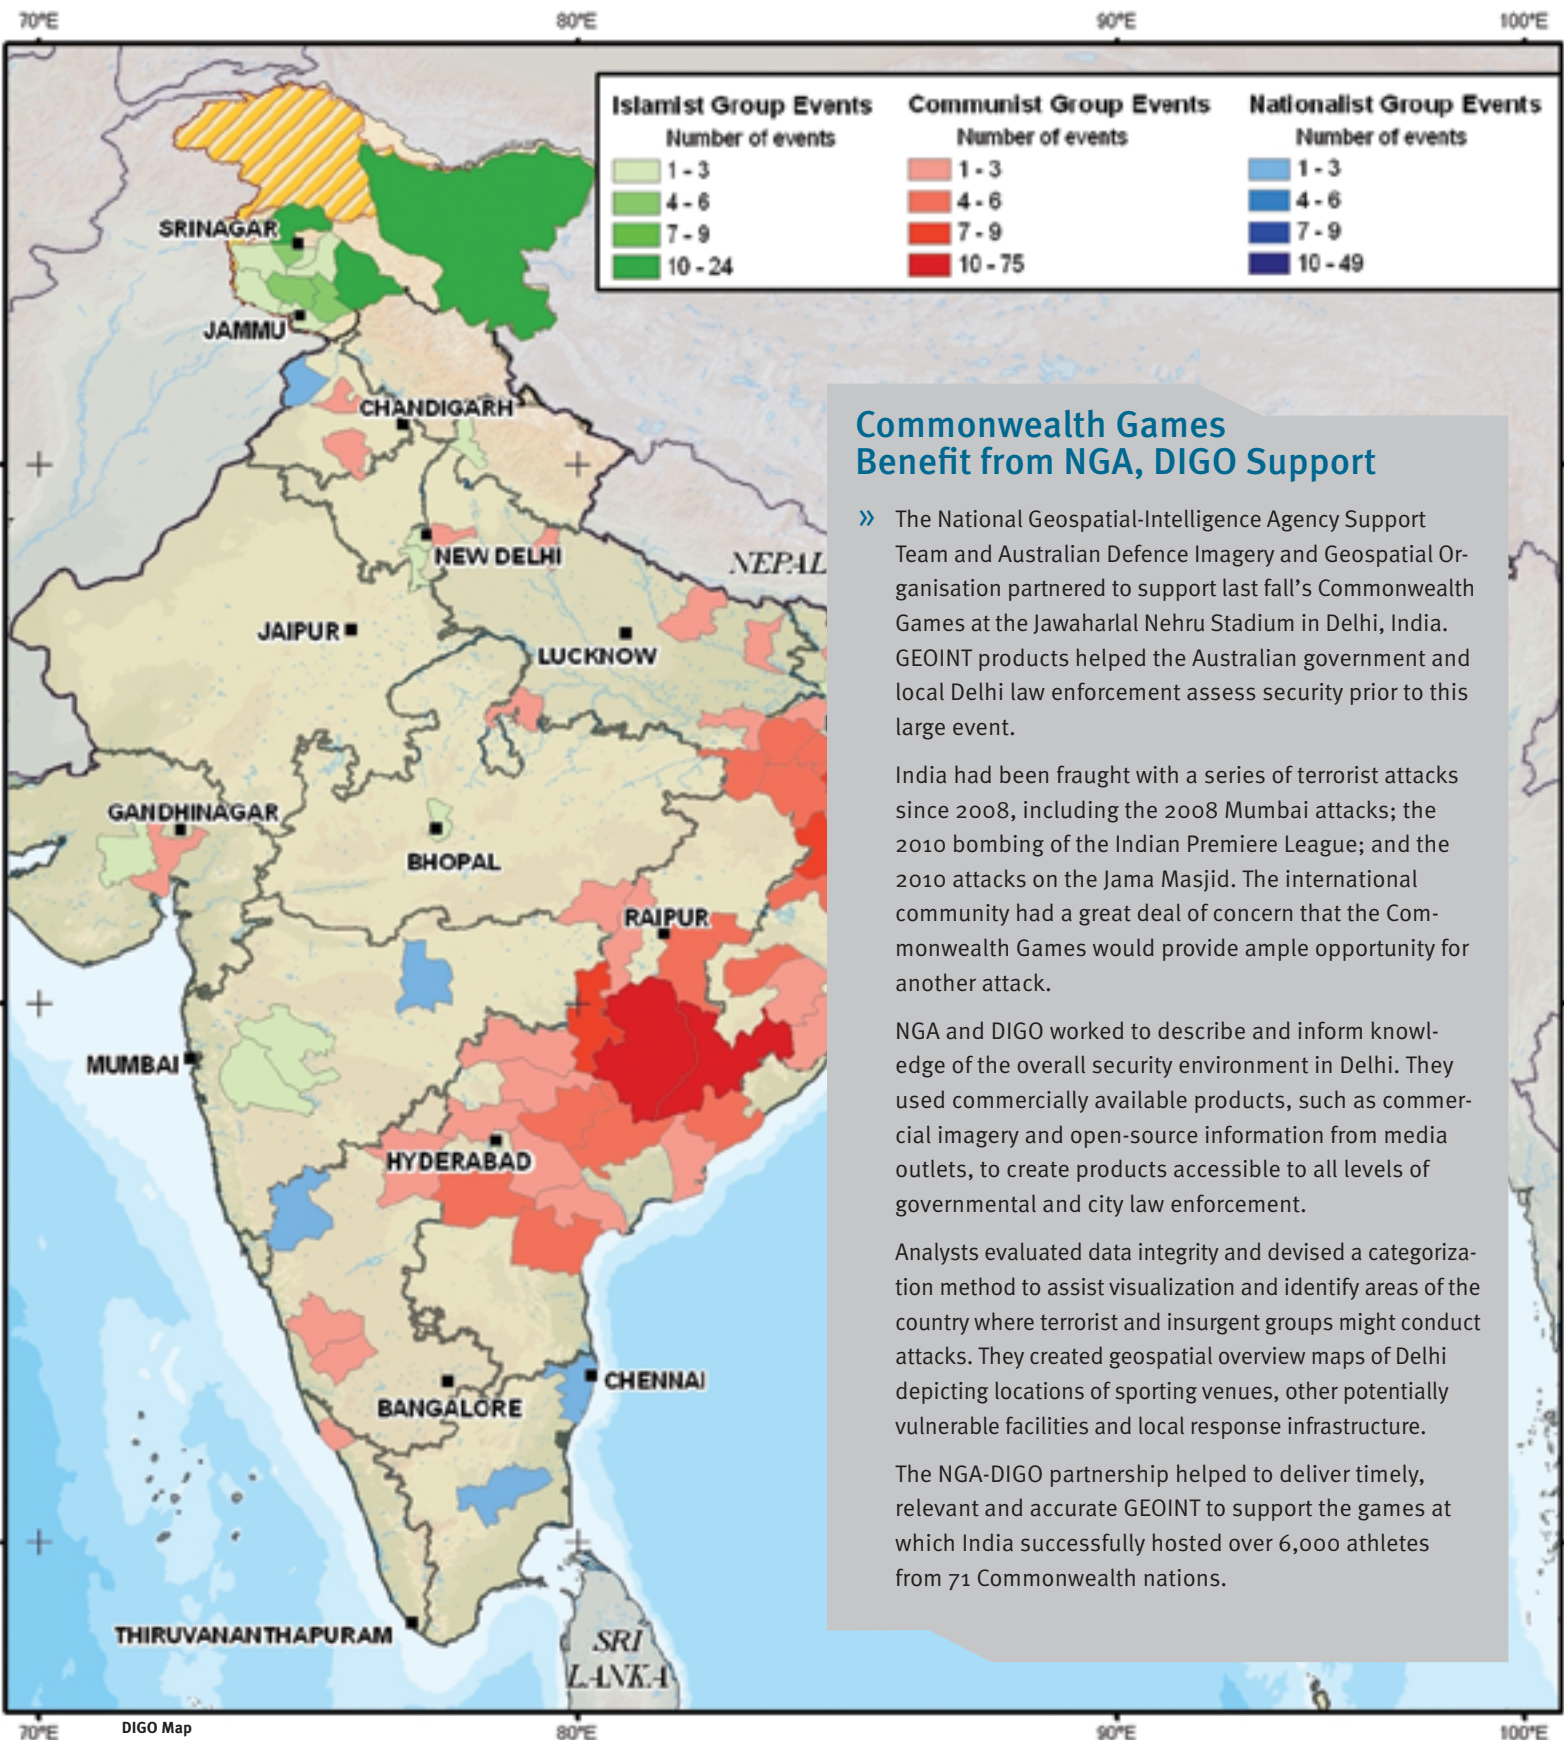 70°E 80°E 90°E 100°E
Islamist Group Events
Number of events
1 - 3
4 - 6
7 - 9
10 - 24
Communist Group Events
Number of events
1 - 3
4 - 6
7 - 9
10 - 75
Nationalist Group Events
Number of events
1 - 3
4 - 6
7 - 9
10 - 49
SRINAGAR
JAMMU
CHANDIGARH
NEW DELHI
NEPAL
JAIPUR
LUCKNOW
GANDHINAGAR
BHOPAL
RAIPUR
MUMBAI
HYDERABAD
CHENNAI
BANGALORE
THIRUVANANTHAPURAM
SRI
LANKA
Commonwealth Games
Benefit from NGA, DIGO Support
» The National Geospatial-Intelligence Agency Support
Team and Australian Defence Imagery and Geospatial Or-
ganisation partnered to support last fall’s Commonwealth
Games at the Jawaharlal Nehru Stadium in Delhi, India.
GEOINT products helped the Australian government and
local Delhi law enforcement assess security prior to this
large event.
India had been fraught with a series of terrorist attacks
since 2008, including the 2008 Mumbai attacks; the
2010 bombing of the Indian Premiere League; and the
2010 attacks on the Jama Masjid. The international
community had a great deal of concern that the Com-
monwealth Games would provide ample opportunity for
another attack.
NGA and DIGO worked to describe and inform knowl-
edge of the overall security environment in Delhi. They
used commercially available products, such as commer-
cial imagery and open-source information from media
outlets, to create products accessible to all levels of
governmental and city law enforcement.
Analysts evaluated data integrity and devised a categoriza-
tion method to assist visualization and identify areas of the
country where terrorist and insurgent groups might conduct
attacks. They created geospatial overview maps of Delhi
depicting locations of sporting venues, other potentially
vulnerable facilities and local response infrastructure.
The NGA-DIGO partnership helped to deliver timely,
relevant and accurate GEOINT to support the games at
which India successfully hosted over 6,000 athletes
from 71 Commonwealth nations.
70°E 80°E 90°E 100°E
DIGO Map